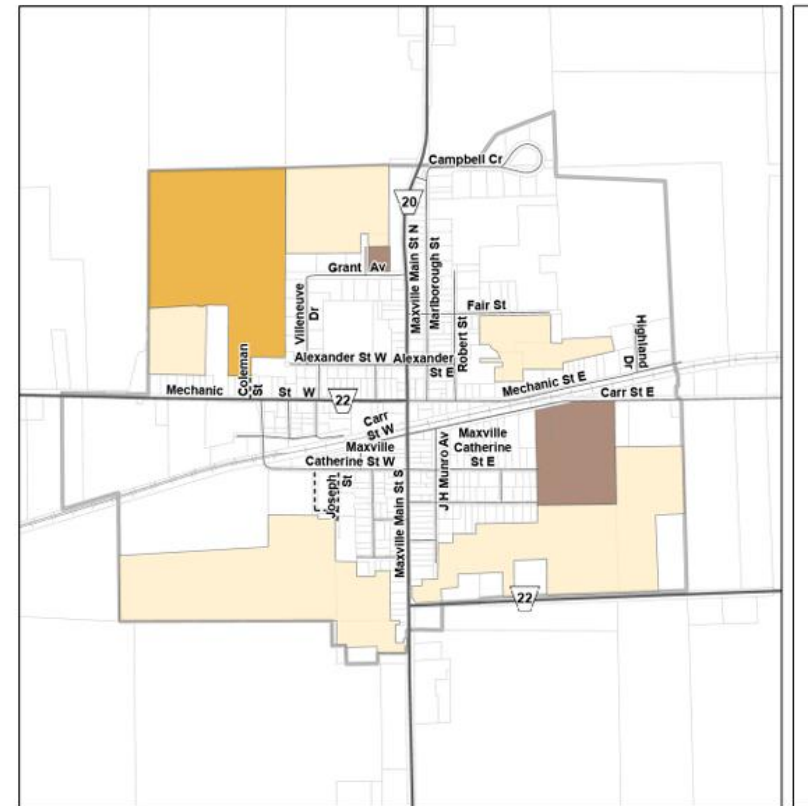 Campbell Cr
20
Maxville Main St N
Marlborough St
Grant Av
Villeneuve
Dr
Fair St
Robert St
Highland
Dr
Alexander St W
Alexander
St E
Coleman
St
Mechanic St W
22
Mechanic St E
Carr St E
Carr
St W
Maxville
Catherine St W
Maxville
Catherine
St E
J H Munro Av
Joseph
St
Maxville Main St S
22